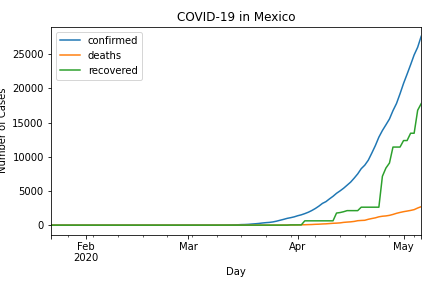 COVID-19 in Mexico
confirmed
deaths
recovered
25000
20000
15000
10000
5000
0
Number of Cases
Feb
2020
Mar
Apr
May
Day